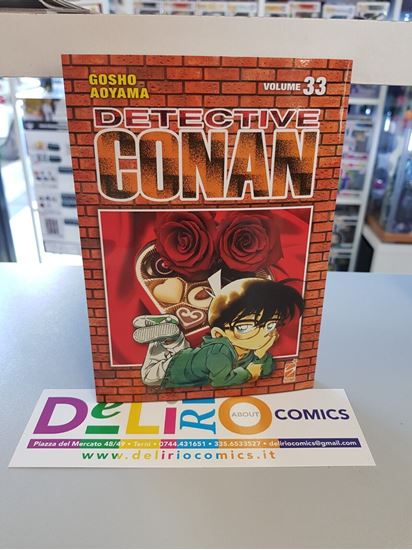 GOSHO
AOYAMA
VOLUME 33
DETECTIVE
CONAN
DeLiRiO ABOUT COMICS
Piazza del Mercato 48/49 • Terni • 0744.431651 • 335.6533527 • deliriocomics@gmail.com
www.deliriocomics.it